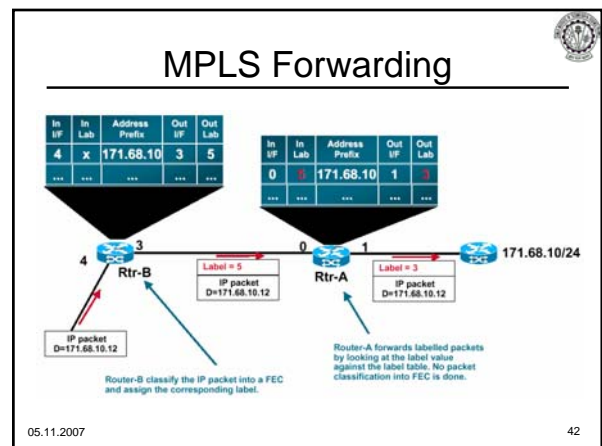 MPLS Forwarding
In I/F In Lab Address Prefix Out I/F Out Lab
4 x 171.68.10 3 5
... ... ... ... ...
In I/F In Lab Address Prefix Out I/F Out Lab
0 5 171.68.10 1 3
... ... ... ... ...
4
3
Rtr-B
Label = 5
IP packet
D=171.68.10.12
0
1
Rtr-A
Label = 3
IP packet
D=171.68.10.12
171.68.10/24
IP packet
D=171.68.10.12
Router-B classify the IP packet into a FEC
and assign the corresponding label.
Router-A forwards labelled packets
by looking at the label value
against the label table. No packet
classification into FEC is done.
05.11.2007
42